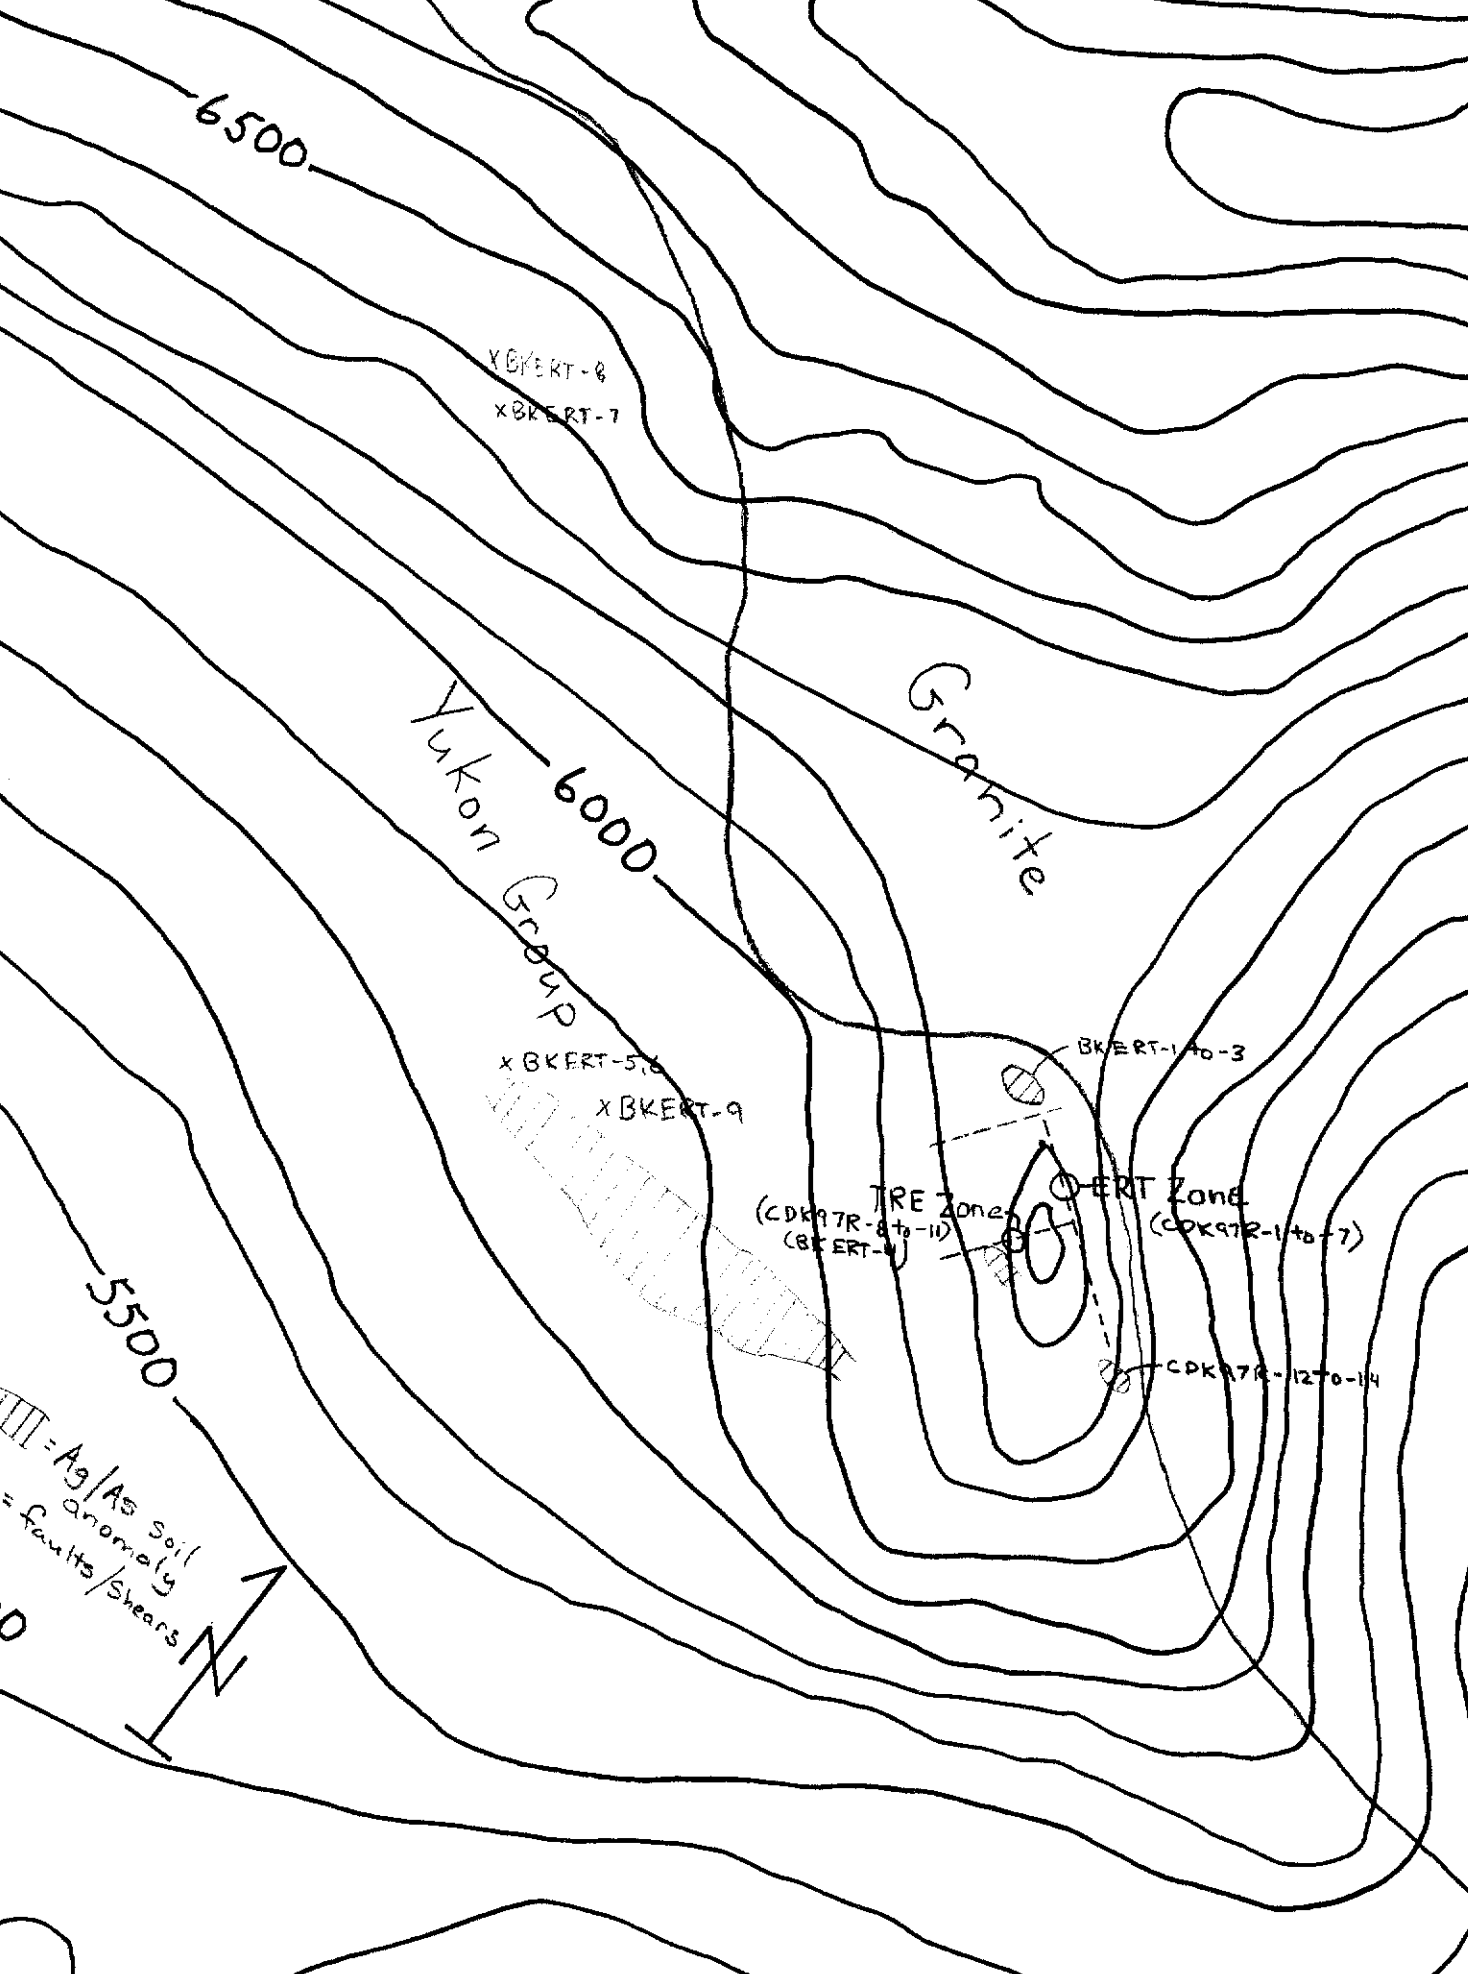 6500
xBKERT-8
xBKERT-7
Granite
Yukon Group
6000
xBKERT-5,6
xBKERT-9
BKERT-1 to -3
TRE Zone
(CDK97R-8 to -11)
(BKERT-4)
ERT Zone
(CDK97R-1 to -7)
CDK97R-12 to -14
5500
= Ag/As soil
anomaly
= faults/shears
0
N